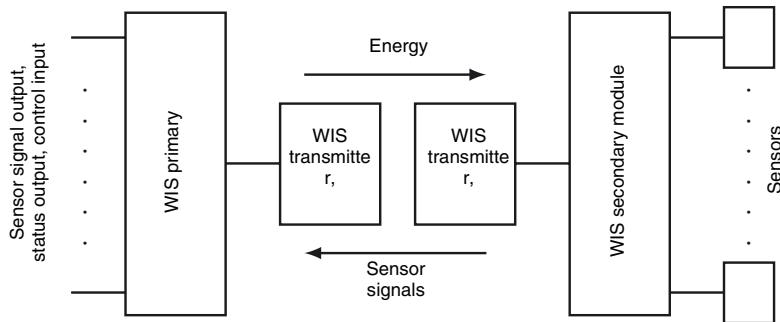 Sensor signal output,
status output, control input
WIS primary
Energy
WIS
transmitte
r,
WIS
transmitte
r,
Sensor
signals
WIS secondary module
Sensors